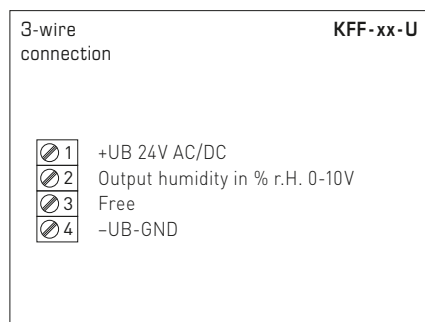 3-wire KFF-xx-U
connection
1 +UB 24V AC/DC
2 Output humidity in % r.H. 0-10V
3 Free
4 –UB-GND